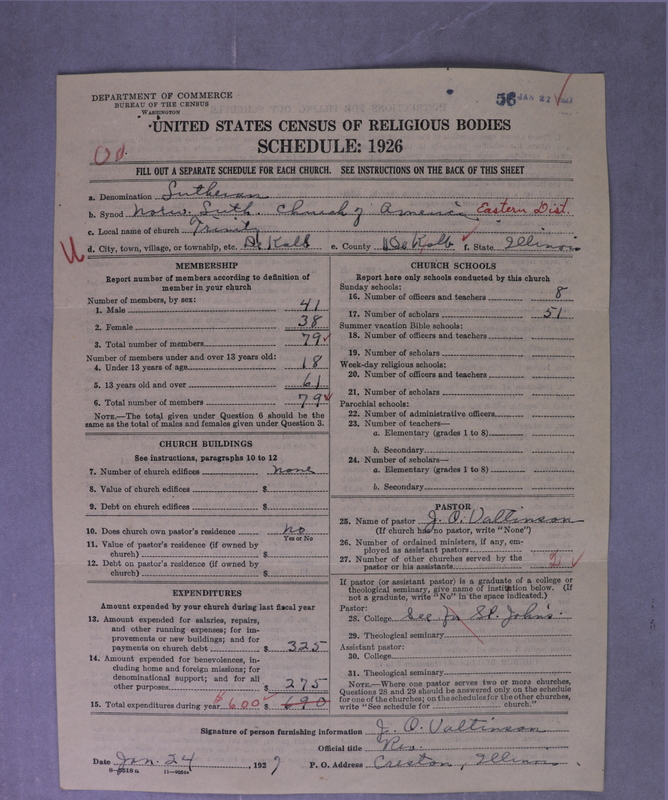 DEPARTMENT OF COMMERCE
BUREAU OF THE CENSUS
WASHINGTON
56 JAN 22
UNITED STATES CENSUS OF RELIGIOUS BODIES
SCHEDULE: 1926
FILL OUT A SEPARATE SCHEDULE FOR EACH CHURCH. SEE INSTRUCTIONS ON THE BACK OF THIS SHEET
a. Denomination Lutheran
b. Synod Norw. Luth. Church of America Eastern Dist.
c. Local name of church Trinity
d. City, town, village, or township, etc. De Kalb e. County De Kalb f. State Illinois
MEMBERSHIP
Report number of members according to definition of
member in your church
Number of members, by sex:
1. Male 41
2. Female 38
3. Total number of members 79
Number of members under and over 13 years old:
4. Under 13 years of age 18
5. 13 years old and over 61
6. Total number of members 79
NOTE.—The total given under Question 6 should be the
same as the total of males and females given under Question 3.
CHURCH BUILDINGS
See instructions, paragraphs 10 to 12
7. Number of church edifices none
8. Value of church edifices $
9. Debt on church edifices $
10. Does church own pastor's residence no
Yes or No
11. Value of pastor's residence (if owned by
church) $
12. Debt on pastor's residence (if owned by
church) $
EXPENDITURES
Amount expended by your church during last fiscal year
13. Amount expended for salaries, repairs,
and other running expenses; for im-
provements or new buildings; and for
payments on church debt $ 325
14. Amount expended for benevolences, in-
cluding home and foreign missions; for
denominational support; and for all
other purposes $ 275
15. Total expenditures during year $600 $ 690
CHURCH SCHOOLS
Report here only schools conducted by this church
Sunday schools:
16. Number of officers and teachers 8
17. Number of scholars 51
Summer vacation Bible schools:
18. Number of officers and teachers
19. Number of scholars
Week-day religious schools:
20. Number of officers and teachers
21. Number of scholars
Parochial schools:
22. Number of administrative officers
23. Number of teachers—
a. Elementary (grades 1 to 8)
b. Secondary
24. Number of scholars—
a. Elementary (grades 1 to 8)
b. Secondary
PASTOR
25. Name of pastor J. O. Valtinson
(If church has no pastor, write "None")
26. Number of ordained ministers, if any, em-
ployed as assistant pastors
27. Number of other churches served by the
pastor or his assistants 2
If pastor (or assistant pastor) is a graduate of a college or
theological seminary, give name of institution below. (If
not a graduate, write "No" in the space indicated.)
Pastor:
28. College See for St. John's
29. Theological seminary
Assistant pastor:
30. College
31. Theological seminary
NOTE.—Where one pastor serves two or more churches,
Questions 28 and 29 should be answered only on the schedule
for one of the churches; on the schedules for the other churches,
write "See schedule for church."
Signature of person furnishing information J. O. Valtinson
Official title Rev.
Date Jan. 24, 1927 P. O. Address Creston, Illinois